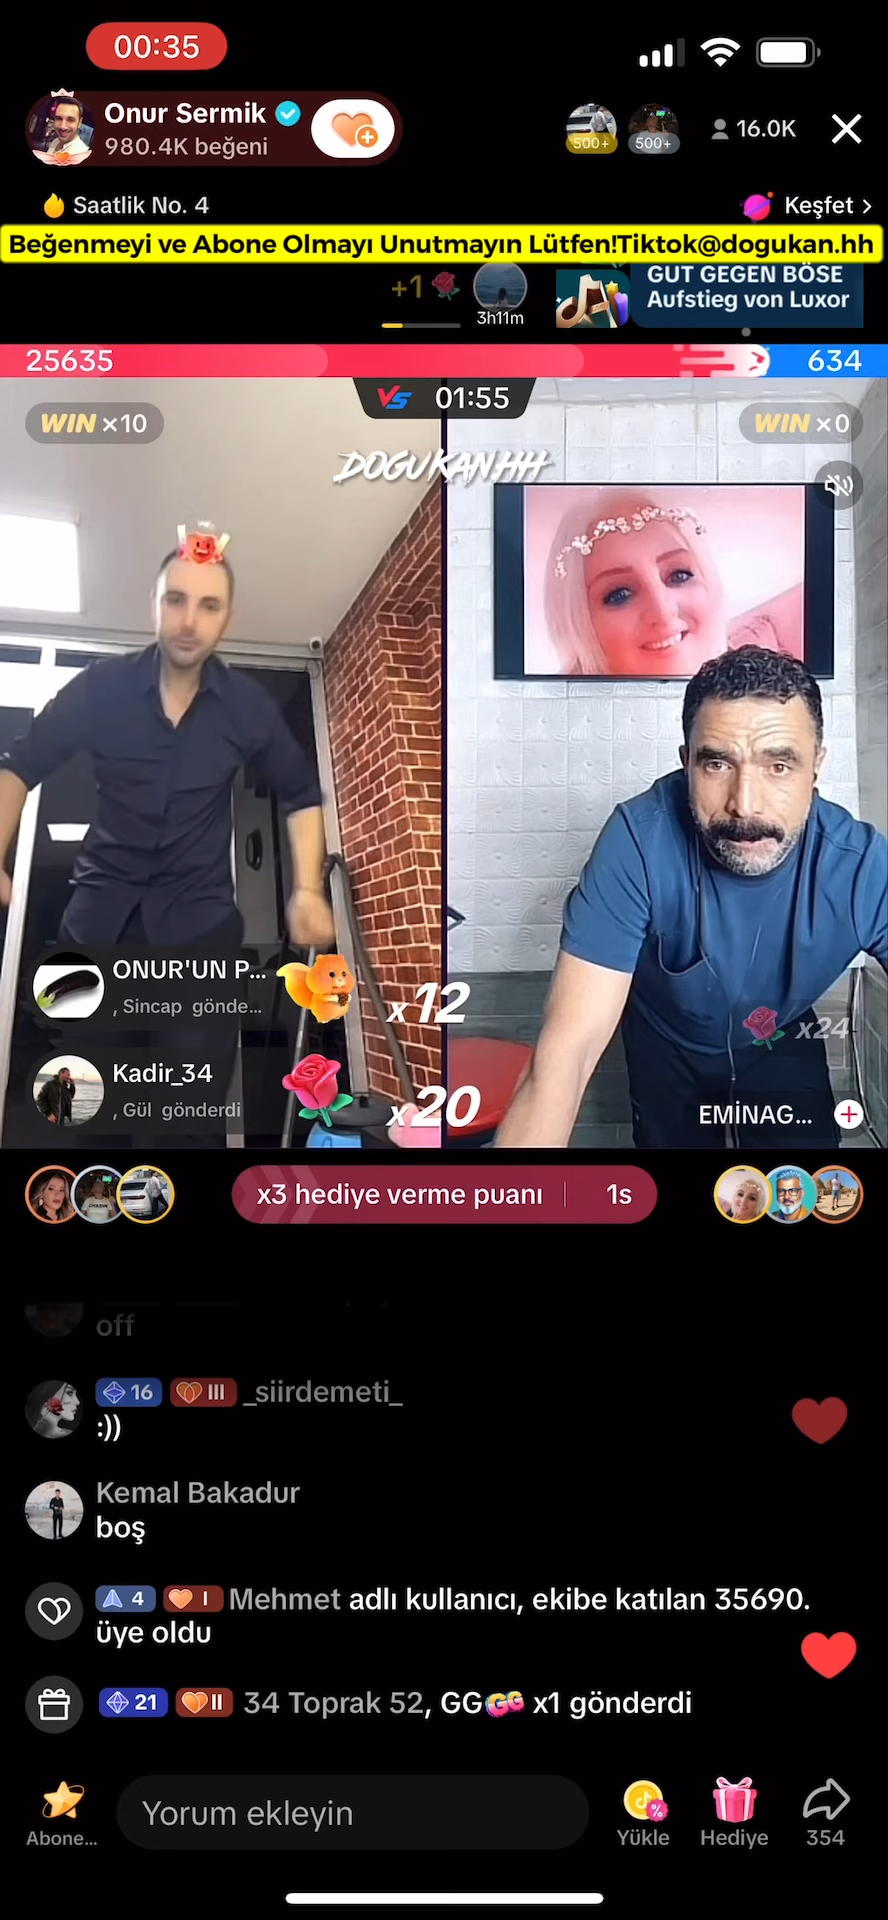 00:35
Onur Sermik
980.4K beğeni
500+
500+
16.0K
Saatlik No. 4
Keşfet
Beğenmeyi ve Abone Olmayı Unutmayın Lütfen!Tiktok@dogukan.hh
+1
3h11m
GUT GEGEN BÖSE
Aufstieg von Luxor
25635
634
VS 01:55
WIN x10
WIN x0
DOGUKAN.HH
ONUR'UN P...
, Sincap gönde...
x12
Kadir_34
, Gül gönderdi
x20
x24
EMİNAG...
x3 hediye verme puanı
1s
off
16 III _siirdemeti_
:))
Kemal Bakadur
boş
4 I Mehmet adlı kullanıcı, ekibe katılan 35690.
üye oldu
21 II 34 Toprak 52, GG GG x1 gönderdi
Yorum ekleyin
Abone...
Yükle
Hediye
354